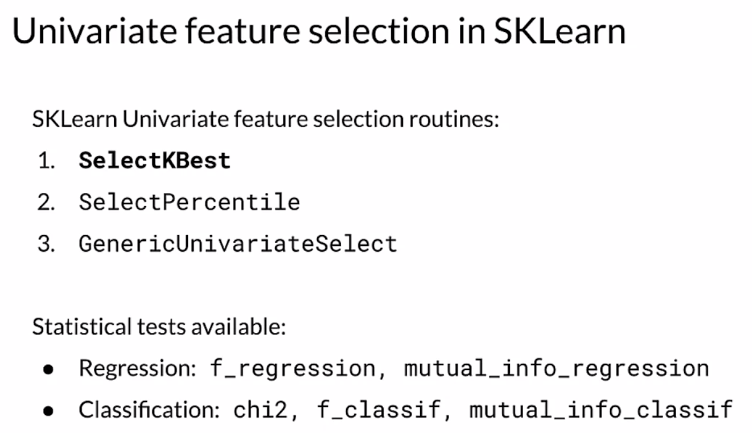 Univariate feature selection in SKLearn
SKLearn Univariate feature selection routines:
1. SelectKBest
2. SelectPercentile
3. GenericUnivariateSelect
Statistical tests available:
● Regression: f_regression, mutual_info_regression
● Classification: chi2, f_classif, mutual_info_classif